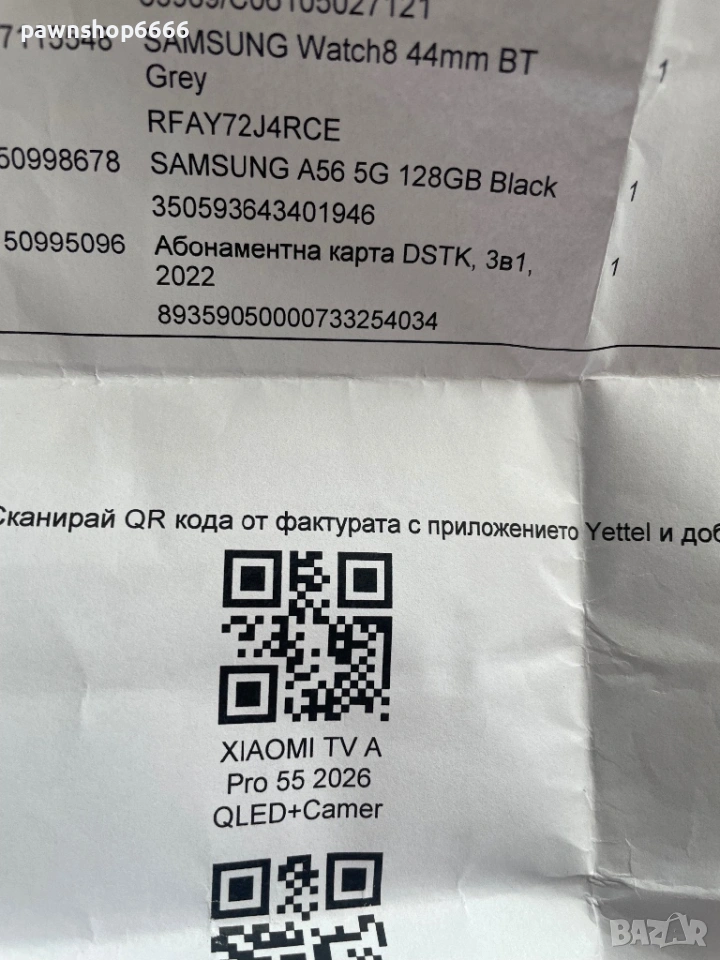 pawnshop6666
SAMSUNG Watch8 44mm BT
1
Grey
RFAY72J4RCE
50998678 SAMSUNG A56 5G 128GB Black
1
350593643401946
50995096 Абонаментна карта DSTK, 3в1,
1
2022
89359050000733254034
Сканирай QR кода от фактурата с приложението Yettel и доб
XIAOMI TV A
Pro 55 2026
QLED+Camer
BAZAR